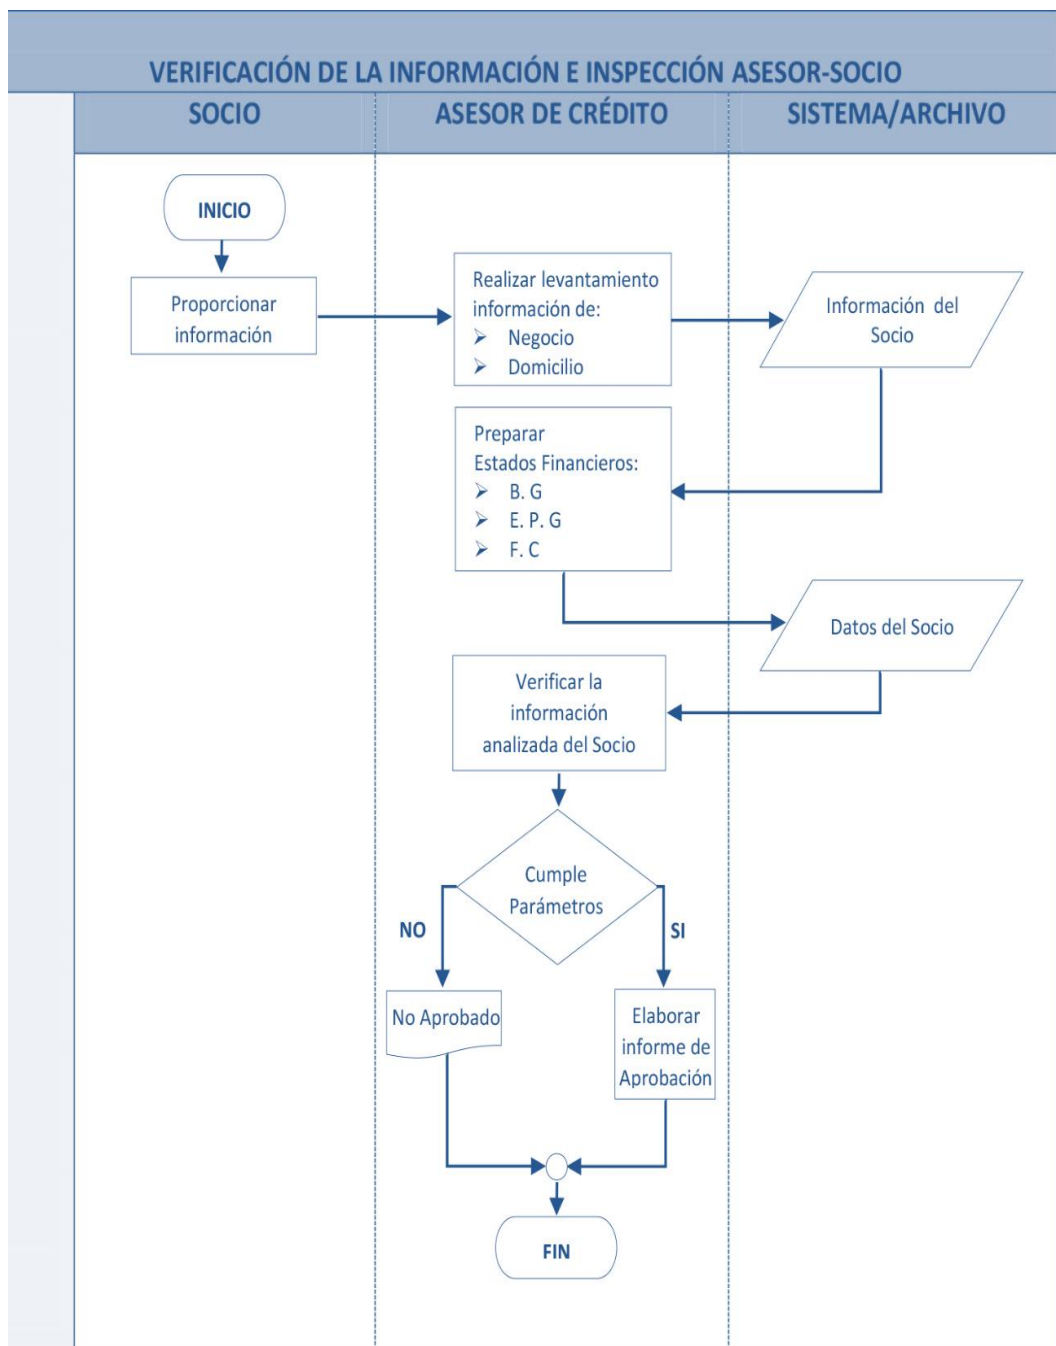 VERIFICACIÓN DE LA INFORMACIÓN E INSPECCIÓN ASESOR-SOCIO
SOCIO
ASESOR DE CRÉDITO
SISTEMA/ARCHIVO
INICIO
Proporcionar
información
Realizar levantamiento
información de:
➢ Negocio
➢ Domicilio
Información del
Socio
Preparar
Estados Financieros:
➢ B. G
➢ E. P. G
➢ F. C
Datos del Socio
Verificar la
información
analizada del Socio
Cumple
Parámetros
NO
SI
No Aprobado
Elaborar
informe de
Aprobación
FIN